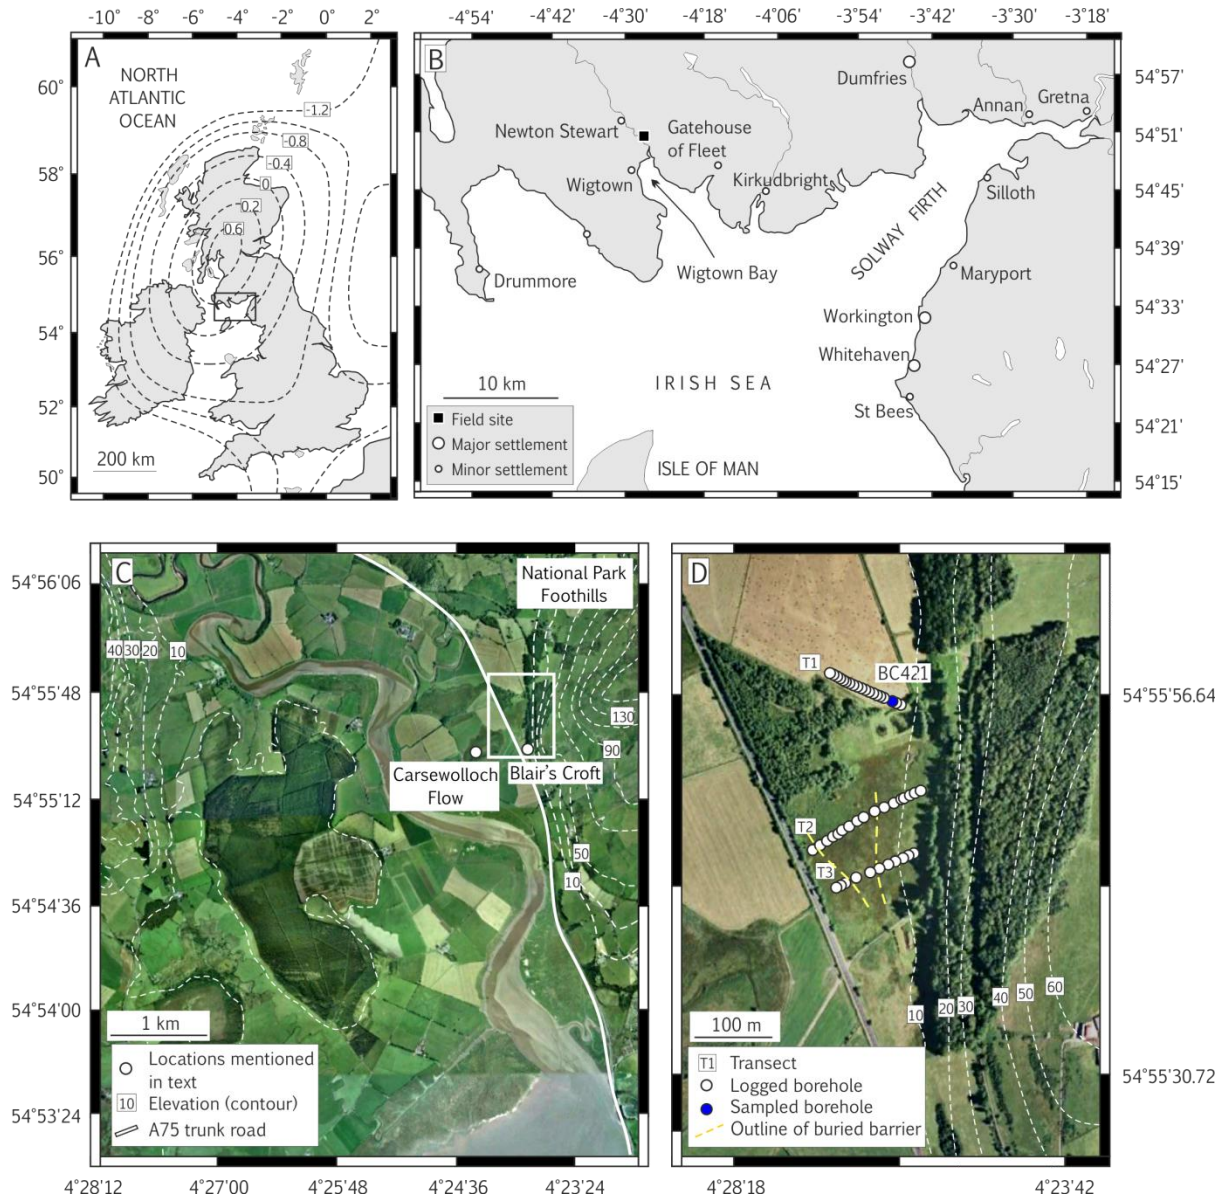 -10° -8° -6° -4° -2° 0° 2°
A
NORTH
ATLANTIC
OCEAN
60°
58°
56°
54°
52°
50°
-1.2
-0.8
-0.4
0
0.2
0.6
200 km
-4°54' -4°30' -4°18' -4°06' -3°54' -3°42' -3°30' -3°18'
B
Dumfries
Annan
Gretna
Newton Stewart
Gatehouse
of Fleet
Wigtown
Kirkudbright
Silloth
SOLWAY FIRTH
Wigtown Bay
Drummore
Maryport
Workington
Whitehaven
IRISH SEA
St Bees
ISLE OF MAN
10 km
Field site
Major settlement
Minor settlement
54°57'
54°51'
54°45'
54°39'
54°33'
54°27'
54°21'
54°15'
C
National Park
Foothills
54°56'06
54°55'48
54°55'12
54°54'36
54°54'00
54°53'24
40 30 20 10
130
90
Carsewolloch
Flow
Blair's Croft
50
10
1 km
Locations mentioned
in text
10 Elevation (contour)
A75 trunk road
4°28'12 4°27'00 4°25'48 4°24'36 4°23'24
D
T1
BC421
T2
T3
10 20 30 40 50 60
100 m
T1 Transect
Logged borehole
Sampled borehole
Outline of buried barrier
54°55'56.64
54°55'30.72
4°28'18 4°23'42